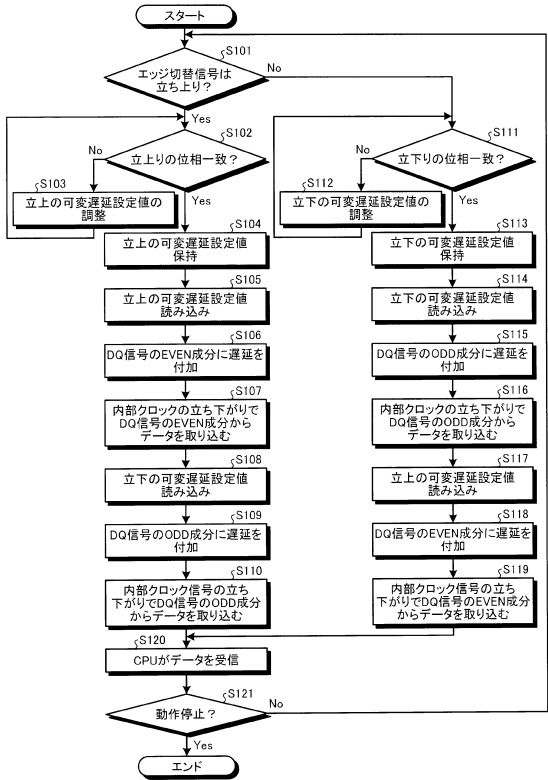 スタート
S101
エッジ切替信号は
立ち上り？
No
Yes
S102
立上りの位相一致？
No
S103
立上の可変遅延設定値の
調整
Yes
S104
立上の可変遅延設定値
保持
S105
立上の可変遅延設定値
読み込み
S106
DQ信号のEVEN成分に遅延を
付加
S107
内部クロックの立ち下がりで
DQ信号のEVEN成分から
データを取り込む
S108
立下の可変遅延設定値
読み込み
S109
DQ信号のODD成分に遅延を
付加
S110
内部クロック信号の立ち
下がりでDQ信号のODD成分
からデータを取り込む
S111
立下りの位相一致？
No
S112
立下の可変遅延設定値の
調整
Yes
S113
立下の可変遅延設定値
保持
S114
立下の可変遅延設定値
読み込み
S115
DQ信号のODD成分に遅延を
付加
S116
内部クロックの立ち下がりで
DQ信号のODD成分から
データを取り込む
S117
立上の可変遅延設定値
読み込み
S118
DQ信号のEVEN成分に遅延を
付加
S119
内部クロック信号の立ち
下がりでDQ信号のEVEN成分
からデータを取り込む
S120
CPUがデータを受信
S121
動作停止？
No
Yes
エンド